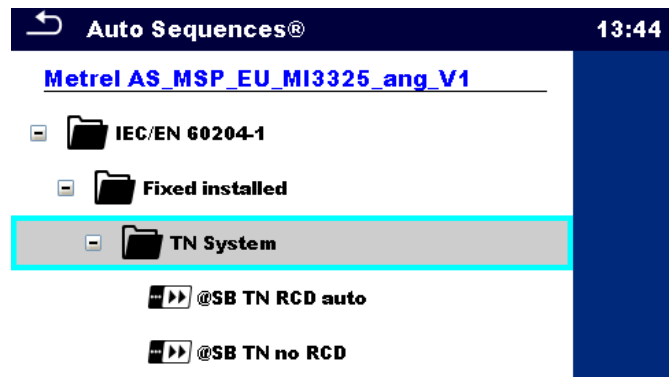 Auto Sequences® 13:44
Metrel AS_MSP_EU_MI3325_ang_V1
IEC/EN 60204-1
Fixed installed
TN System
@SB TN RCD auto
@SB TN no RCD